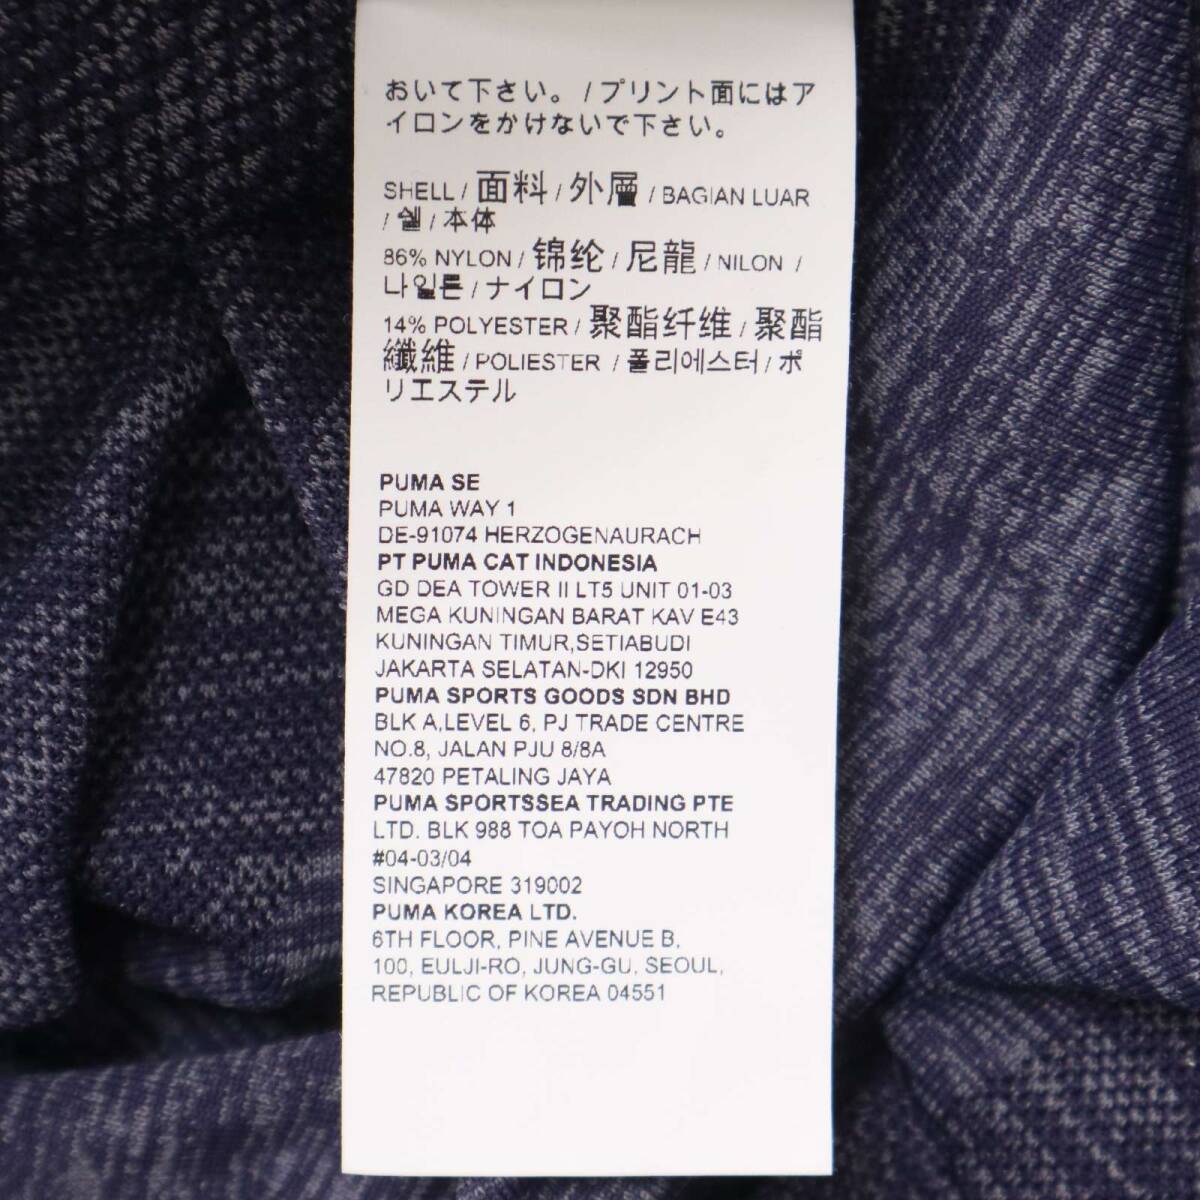 おいて下さい。/プリント面にはア
イロンをかけないで下さい。
SHELL / 面料 / 外層 / BAGIAN LUAR
/ 쉘 / 本体
86% NYLON / 锦纶 / 尼龍 / NILON /
나일론 / ナイロン
14% POLYESTER / 聚酯纤维 / 聚酯
纖維 / POLIESTER / 폴리에스터 / ポ
リエステル
PUMA SE
PUMA WAY 1
DE-91074 HERZOGENAURACH
PT PUMA CAT INDONESIA
GD DEA TOWER II LT5 UNIT 01-03
MEGA KUNINGAN BARAT KAV E43
KUNINGAN TIMUR,SETIABUDI
JAKARTA SELATAN-DKI 12950
PUMA SPORTS GOODS SDN BHD
BLK A,LEVEL 6, PJ TRADE CENTRE
NO.8, JALAN PJU 8/8A
47820 PETALING JAYA
PUMA SPORTSSEA TRADING PTE
LTD. BLK 988 TOA PAYOH NORTH
#04-03/04
SINGAPORE 319002
PUMA KOREA LTD.
6TH FLOOR, PINE AVENUE B,
100, EULJI-RO, JUNG-GU, SEOUL,
REPUBLIC OF KOREA 04551